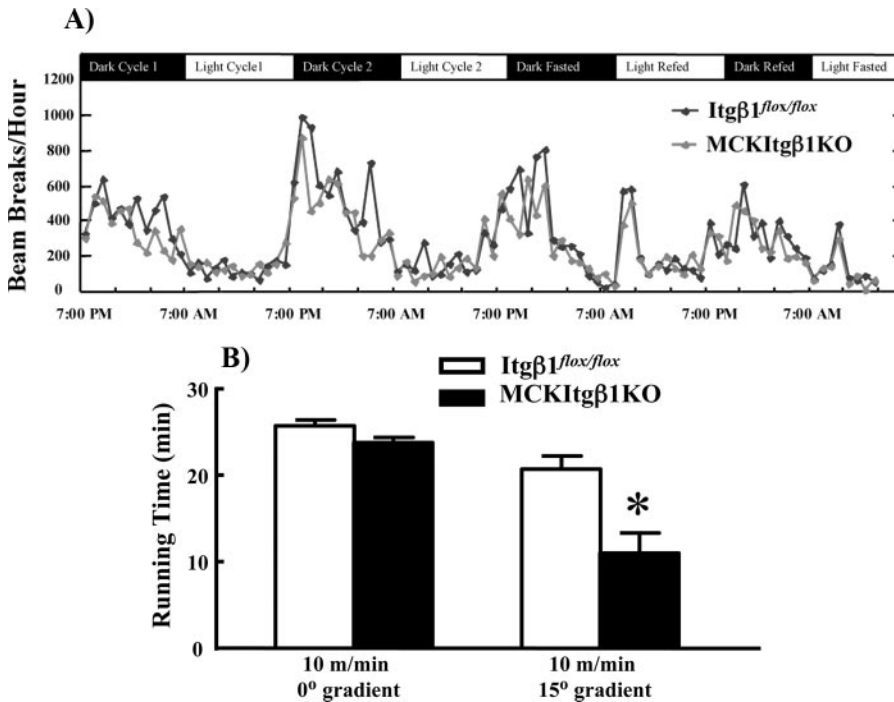 A)
Dark Cycle 1 Light Cycle1 Dark Cycle 2 Light Cycle 2 Dark Fasted Light Refed Dark Refed Light Fasted
1200
1000
800
600
400
200
0
Beam Breaks/Hour
Itgβ1flox/flox
MCKItgβ1KO
7:00 PM 7:00 AM 7:00 PM 7:00 AM 7:00 PM 7:00 AM 7:00 PM 7:00 AM
B)
Itgβ1flox/flox
MCKItgβ1KO
30
20
10
0
Running Time (min)
*
10 m/min 10 m/min
0° gradient 15° gradient